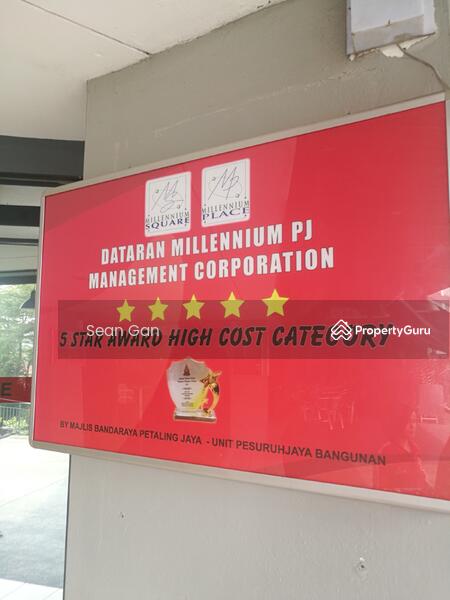 MILLENNIUM
SQUARE
MILLENNIUM
PLACE
DATARAN MILLENNIUM PJ
MANAGEMENT CORPORATION
5 STAR AWARD HIGH COST CATEGORY
Sean Gan
PropertyGuru
BY MAJLIS BANDARAYA PETALING JAYA - UNIT PESURUHJAYA BANGUNAN
E